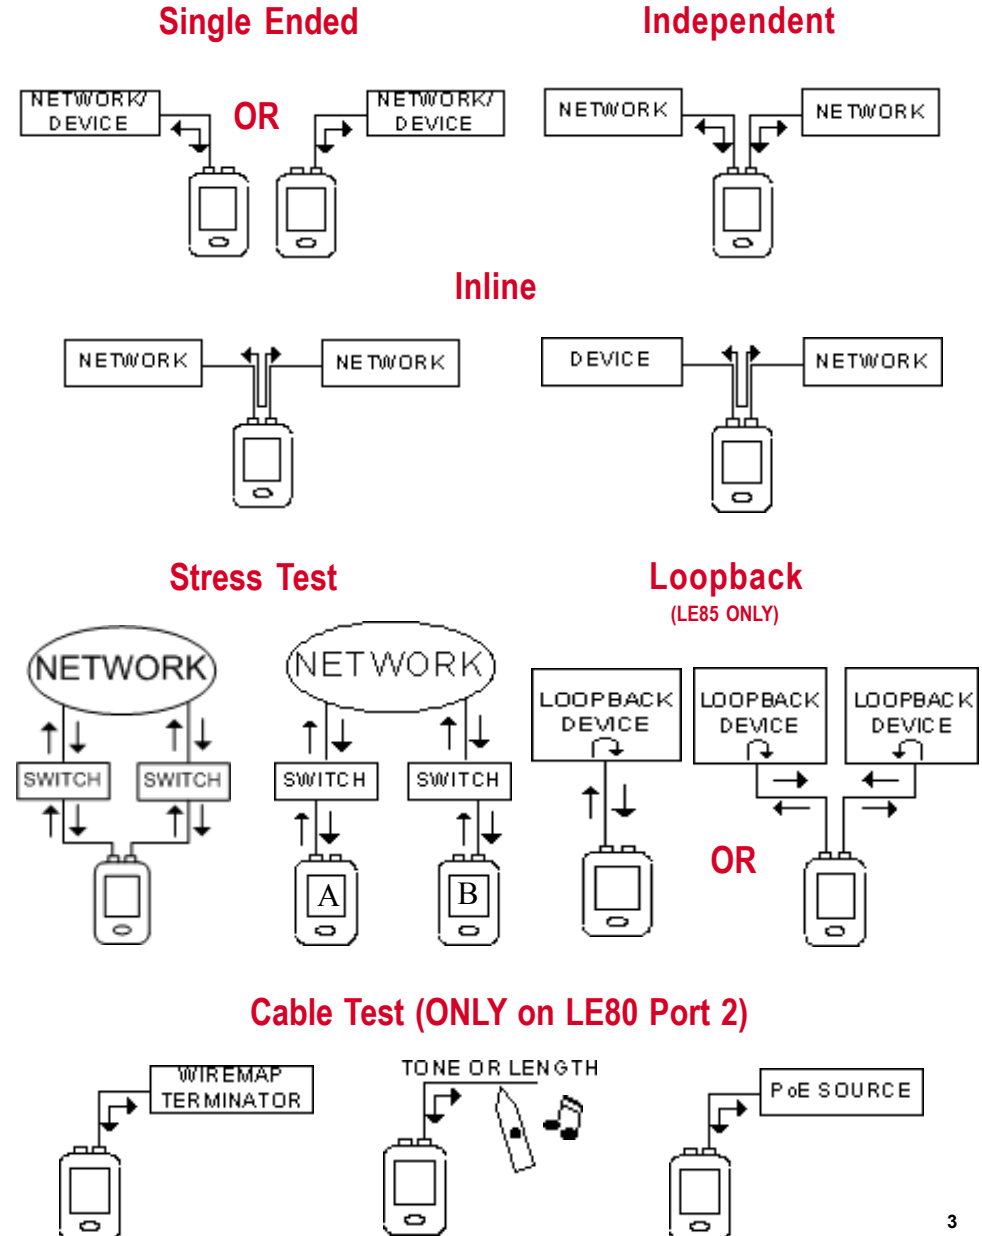 Single Ended
Independent
NETWORK/
DEVICE
OR
NETWORK/
DEVICE
NETWORK
NETWORK
Inline
NETWORK
NETWORK
DEVICE
NETWORK
Stress Test
Loopback
(LE85 ONLY)
NETWORK
SWITCH
SWITCH
NETWORK
SWITCH
SWITCH
A
B
LOOPBACK
DEVICE
LOOPBACK
DEVICE
LOOPBACK
DEVICE
OR
Cable Test (ONLY on LE80 Port 2)
WIREMAP
TERMINATOR
TONE OR LENGTH
PoE SOURCE
3